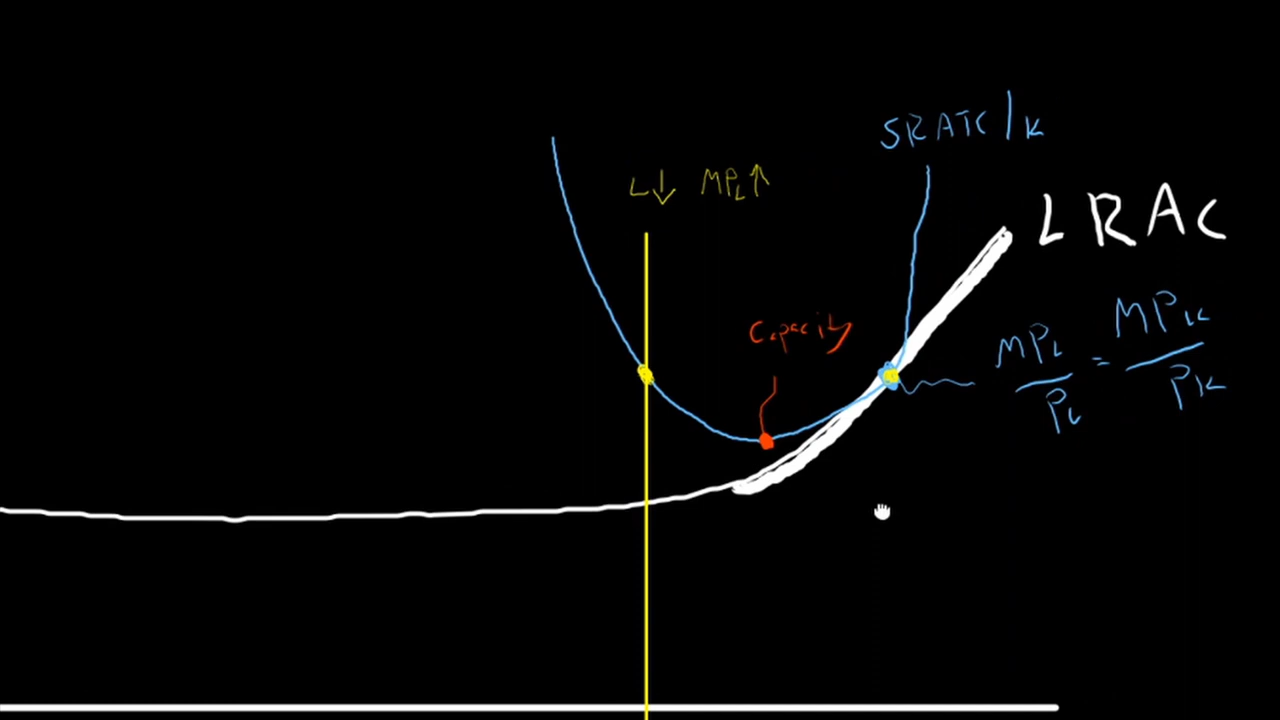 SRATC/K
L↓ MPL↑
LRAC
Capacity
MPL/PL = MPK/PK